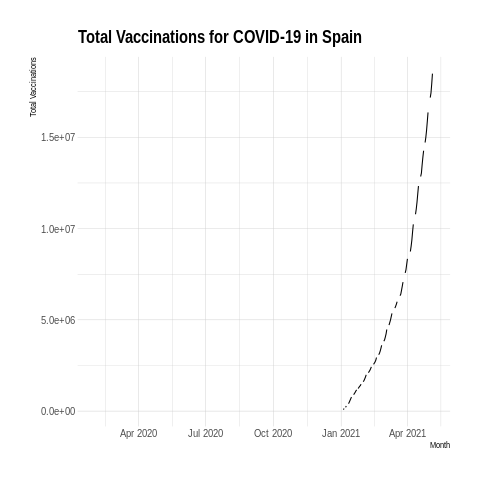 Total Vaccinations for COVID-19 in Spain
Total Vaccinations
1.5e+07
1.0e+07
5.0e+06
0.0e+00
Apr 2020 Jul 2020 Oct 2020 Jan 2021 Apr 2021
Month